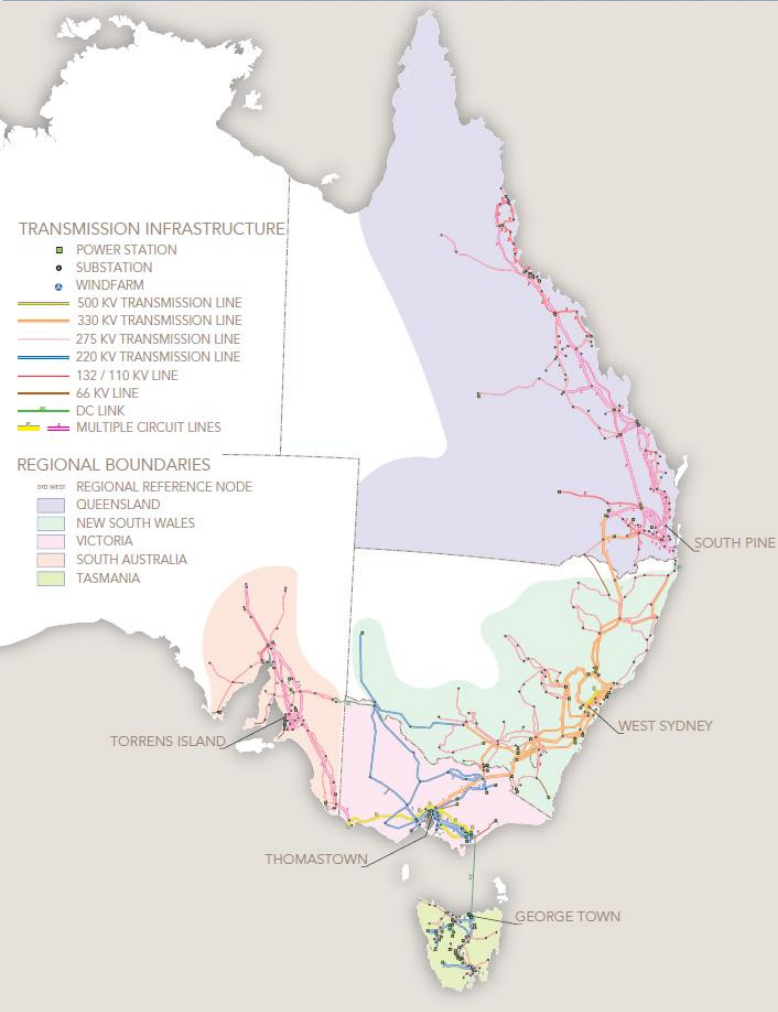 TRANSMISSION INFRASTRUCTURE
POWER STATION
SUBSTATION
WINDFARM
500 KV TRANSMISSION LINE
330 KV TRANSMISSION LINE
275 KV TRANSMISSION LINE
220 KV TRANSMISSION LINE
132 / 110 KV LINE
66 KV LINE
DC LINK
MULTIPLE CIRCUIT LINES
REGIONAL BOUNDARIES
SYD WEST REGIONAL REFERENCE NODE
QUEENSLAND
NEW SOUTH WALES
VICTORIA
SOUTH AUSTRALIA
TASMANIA
SOUTH PINE
WEST SYDNEY
TORRENS ISLAND
THOMASTOWN
GEORGE TOWN